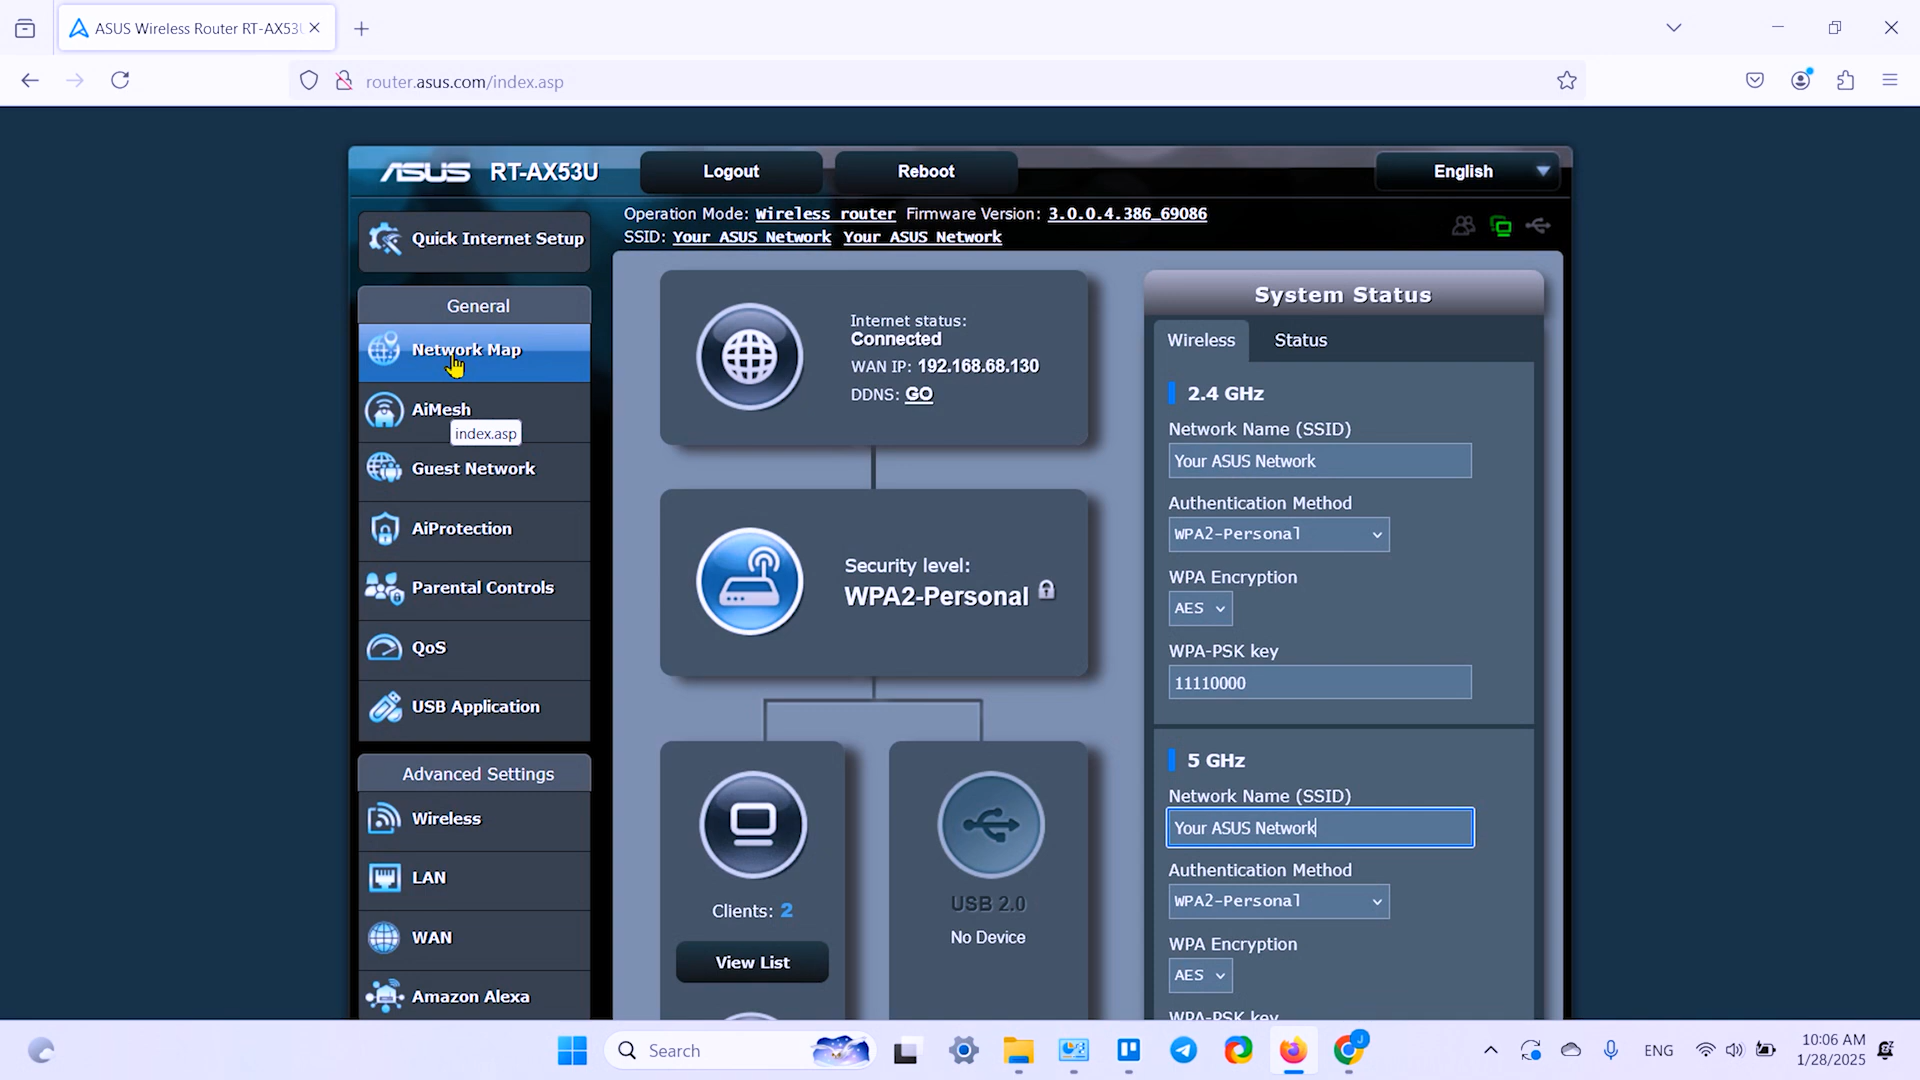 ASUS Wireless Router RT-AX53U
router.asus.com/index.asp
ASUS RT-AX53U
Logout
Reboot
English
Quick Internet Setup
Operation Mode: Wireless router Firmware Version: 3.0.0.4.386_69086
SSID: Your ASUS Network Your ASUS Network
General
Network Map
AiMesh
index.asp
Guest Network
AiProtection
Parental Controls
QoS
USB Application
Advanced Settings
Wireless
LAN
WAN
Amazon Alexa
Internet status:
Connected
WAN IP: 192.168.68.130
DDNS: GO
Security level:
WPA2-Personal
Clients: 2
View List
USB 2.0
No Device
System Status
Wireless
Status
2.4 GHz
Network Name (SSID)
Your ASUS Network
Authentication Method
WPA2-Personal
WPA Encryption
AES
WPA-PSK key
11110000
5 GHz
Network Name (SSID)
Your ASUS Network
Authentication Method
WPA2-Personal
WPA Encryption
AES
WPA-PSK key
Search
J
ENG
10:06 AM
1/28/2025